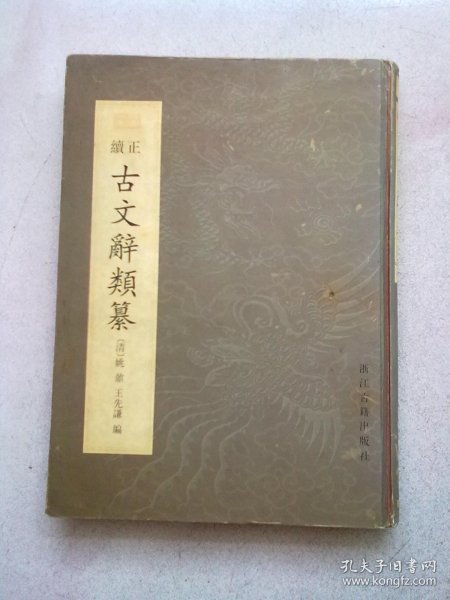 正續
古文辭類纂
〔清〕姚鼐 王先謙 編
浙江古籍出版社
孔夫子旧书网
www.kongfz.com